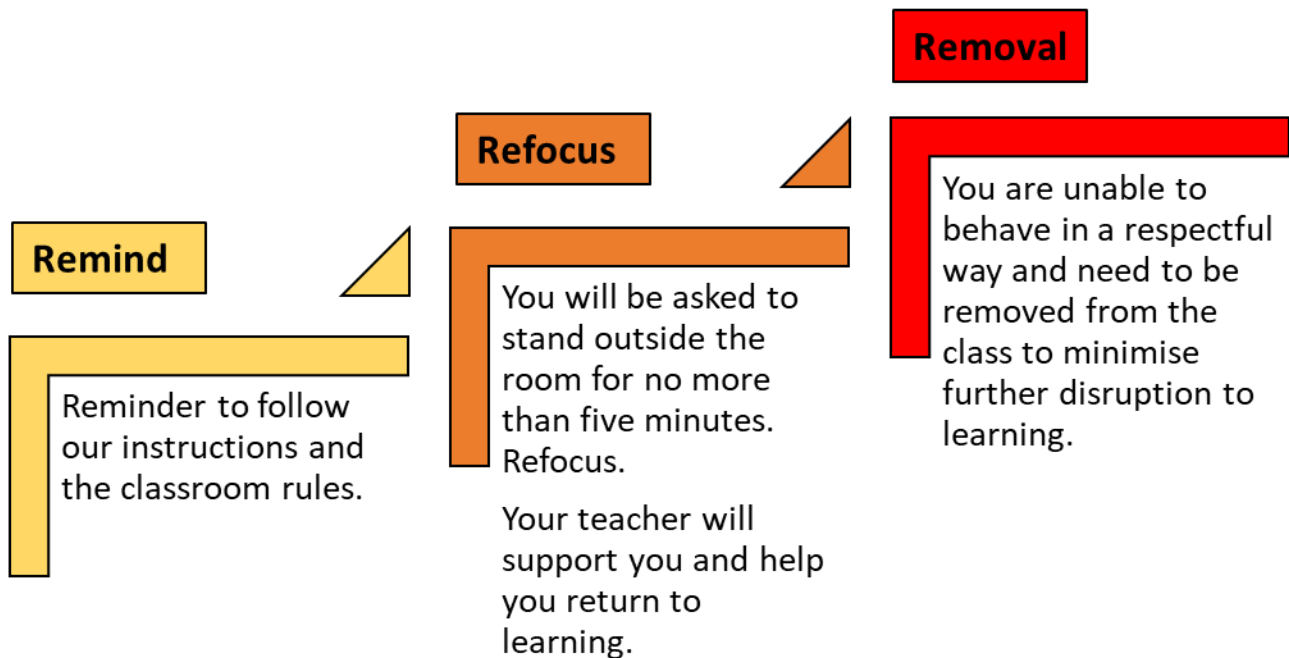 Remind
Reminder to follow
our instructions and
the classroom rules.
Refocus
You will be asked to
stand outside the
room for no more
than five minutes.
Refocus.
Your teacher will
support you and help
you return to
learning.
Removal
You are unable to
behave in a respectful
way and need to be
removed from the
class to minimise
further disruption to
learning.